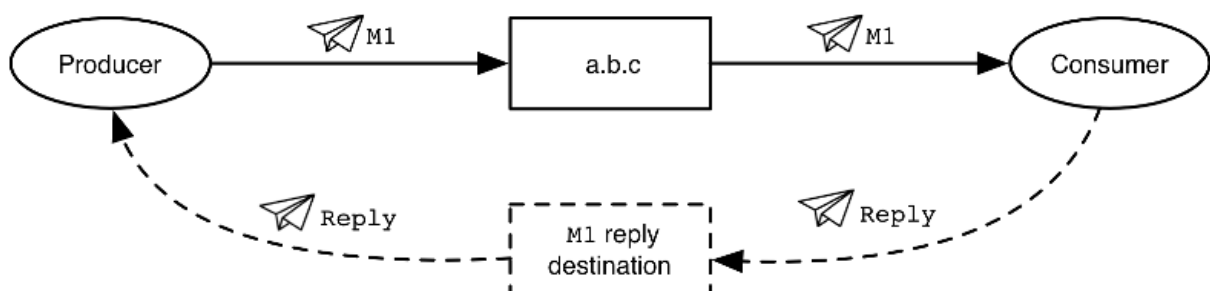 M1
M1
Producer
a.b.c
Consumer
Reply
Reply
M1 reply
destination